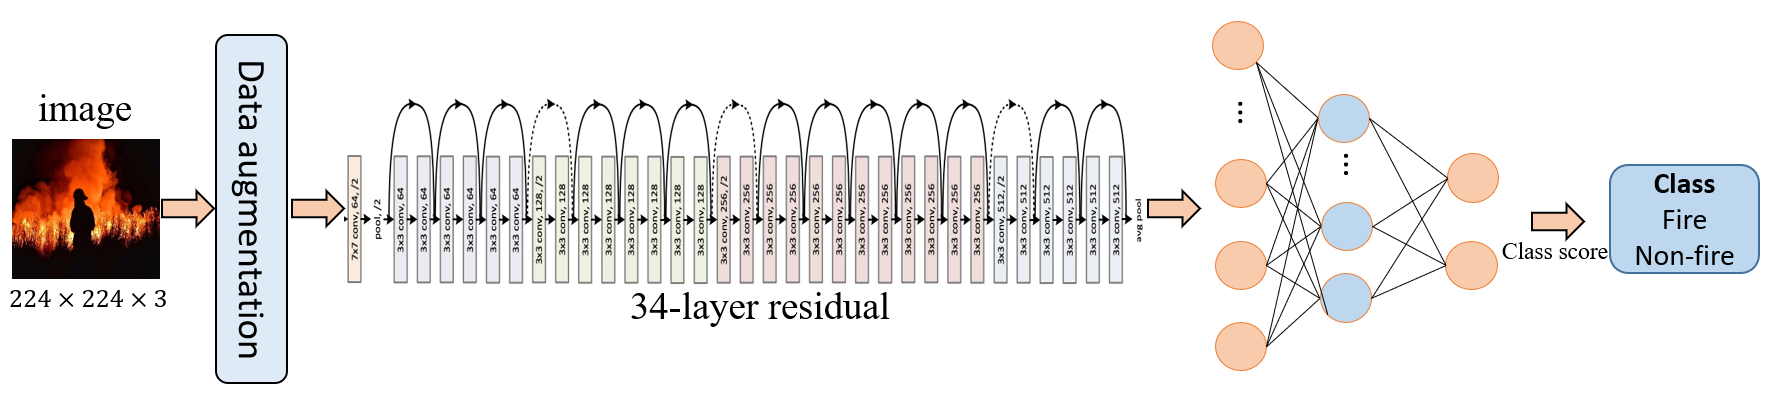 image
224 × 224 × 3
Data augmentation
7x7 conv, 64, /2
pool, /2
3x3 conv, 64
3x3 conv, 64
3x3 conv, 64
3x3 conv, 64
3x3 conv, 64
3x3 conv, 64
3x3 conv, 128, /2
3x3 conv, 128
3x3 conv, 128
3x3 conv, 128
3x3 conv, 128
3x3 conv, 128
3x3 conv, 128
3x3 conv, 128
3x3 conv, 256, /2
3x3 conv, 256
3x3 conv, 256
3x3 conv, 256
3x3 conv, 256
3x3 conv, 256
3x3 conv, 256
3x3 conv, 256
3x3 conv, 256
3x3 conv, 256
3x3 conv, 256
3x3 conv, 256
3x3 conv, 512, /2
3x3 conv, 512
3x3 conv, 512
3x3 conv, 512
3x3 conv, 512
3x3 conv, 512
avg pool
34-layer residual
Class score
Class
Fire
Non-fire